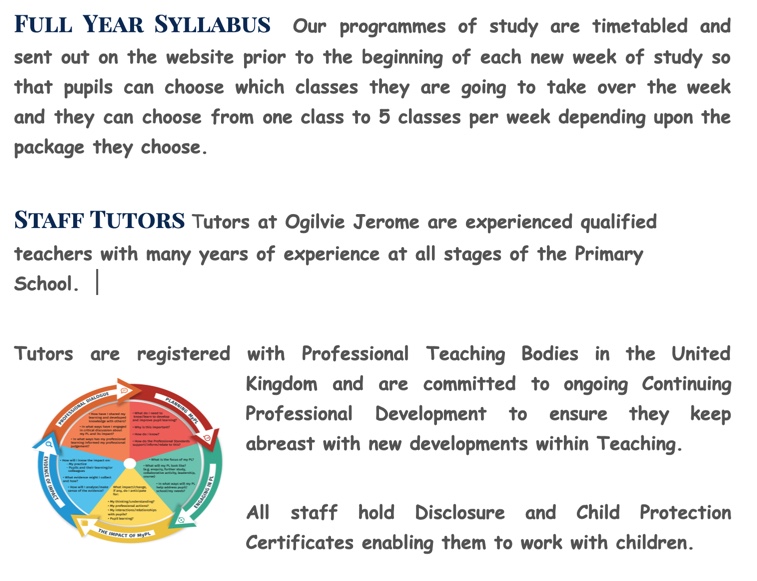 FULL YEAR SYLLABUS Our programmes of study are timetabled and
sent out on the website prior to the beginning of each new week of study so
that pupils can choose which classes they are going to take over the week
and they can choose from one class to 5 classes per week depending upon the
package they choose.
STAFF TUTORS Tutors at Ogilvie Jerome are experienced qualified
teachers with many years of experience at all stages of the Primary
School.
Tutors are registered with Professional Teaching Bodies in the United
Kingdom and are committed to ongoing Continuing
Professional Development to ensure they keep
abreast with new developments within Teaching.
PROFESSIONAL DIALOGUE
PLANNING MyPL
ENGAGING IN PL
THE IMPACT OF MyPL
EVIDENCE OF IMPACT
All staff hold Disclosure and Child Protection
Certificates enabling them to work with children.